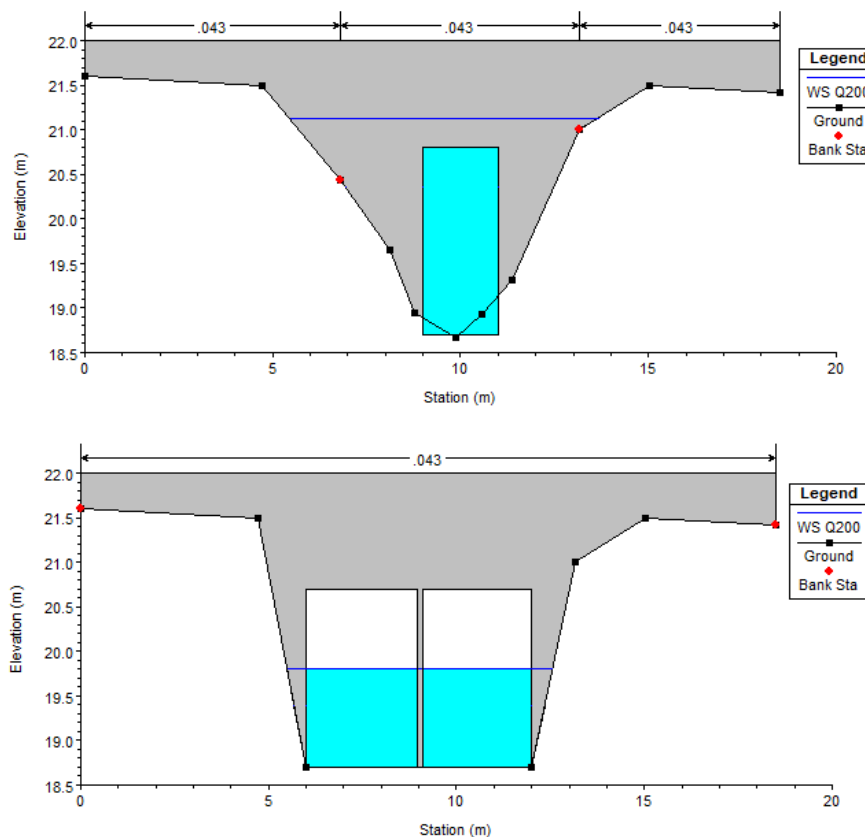 .043 .043 .043
22.0
21.5
21.0
20.5
20.0
19.5
19.0
18.5
Elevation (m)
0 5 10 15 20
Station (m)
Legend
WS Q200
Ground
Bank Sta
.043
22.0
21.5
21.0
20.5
20.0
19.5
19.0
18.5
Elevation (m)
0 5 10 15 20
Station (m)
Legend
WS Q200
Ground
Bank Sta